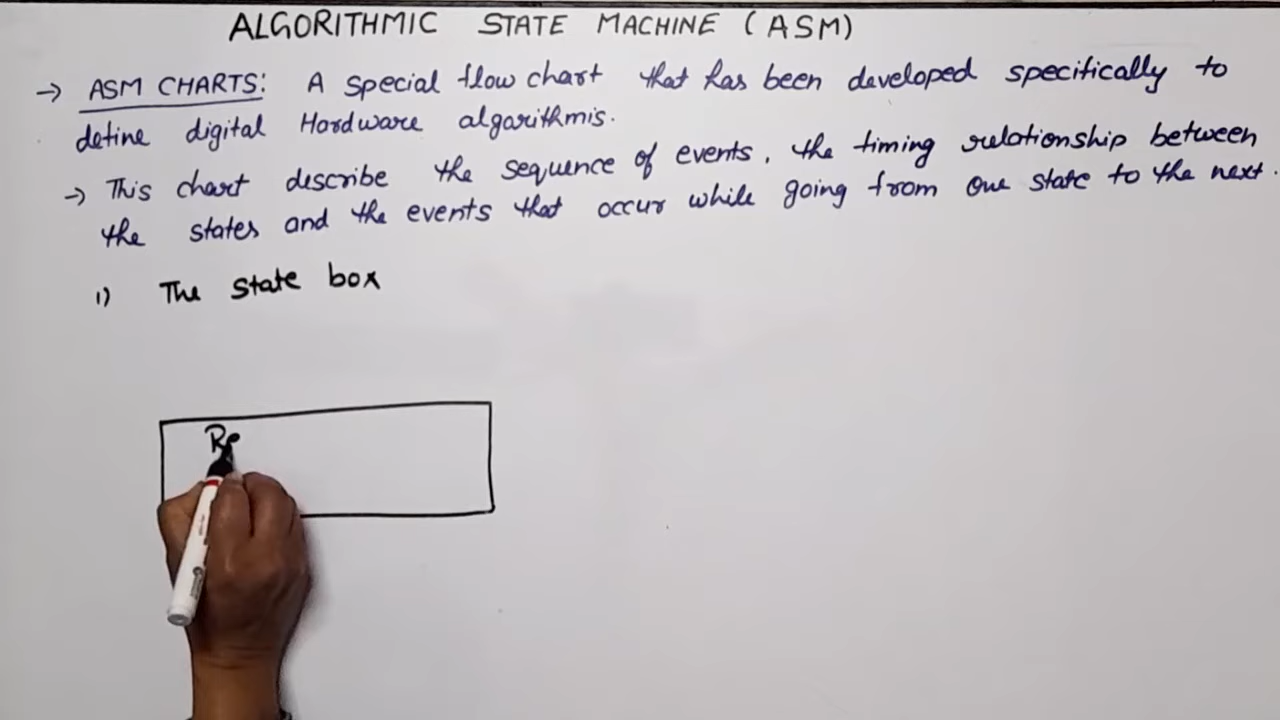 ALGORITHMIC STATE MACHINE (ASM)
→ ASM CHARTS: A special flow chart that has been developed specifically to
define digital Hardware algarithmis.
→ This chart describe the sequence of events, the timing relationship between
the states and the events that occur while going from one state to the next.
1) The state box
Re